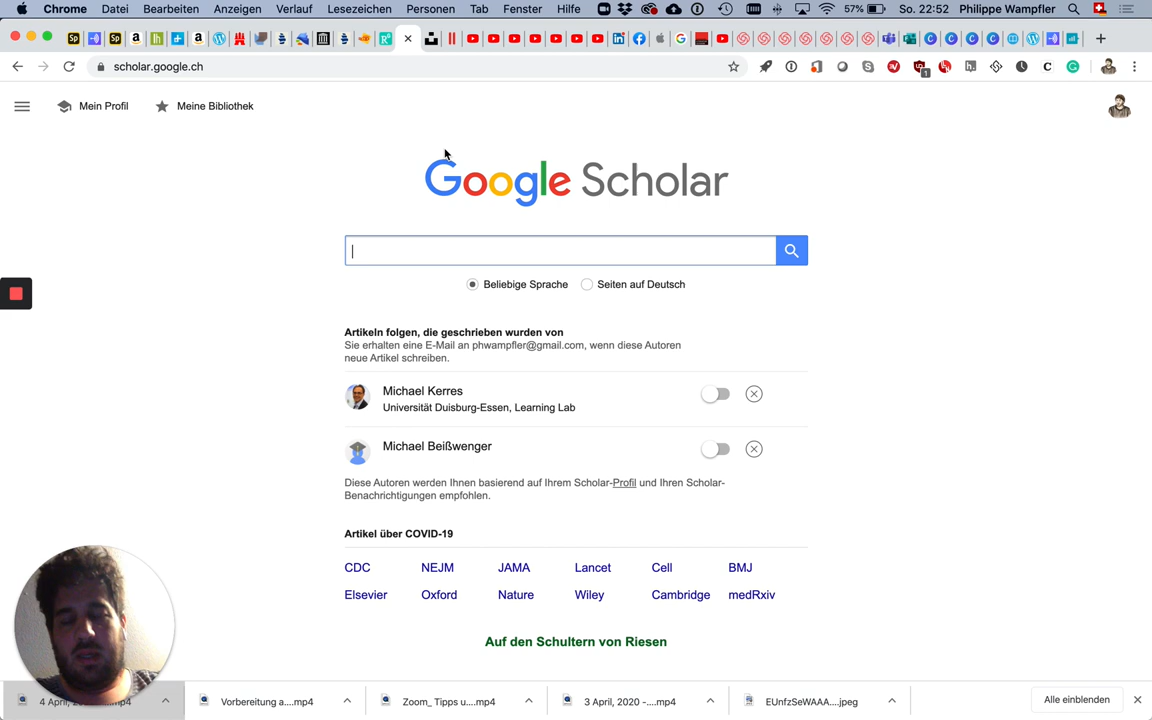 Chrome Datei Bearbeiten Anzeigen Verlauf Lesezeichen Personen Tab Fenster Hilfe 57% So. 22:52 Philippe Wampfler
scholar.google.ch
Mein Profil Meine Bibliothek
Google Scholar
Beliebige Sprache Seiten auf Deutsch
Artikeln folgen, die geschrieben wurden von
Sie erhalten eine E-Mail an phwampfler@gmail.com, wenn diese Autoren
neue Artikel schreiben.
Michael Kerres
Universität Duisburg-Essen, Learning Lab
Michael Beißwenger
Diese Autoren werden Ihnen basierend auf Ihrem Scholar-Profil und Ihren Scholar-
Benachrichtigungen empfohlen.
Artikel über COVID-19
CDC NEJM JAMA Lancet Cell BMJ
Elsevier Oxford Nature Wiley Cambridge medRxiv
Auf den Schultern von Riesen
Vorbereitung a....mp4 Zoom_ Tipps u....mp4 3 April, 2020 -....mp4 EUnfzSeWAAA....jpeg Alle einblenden